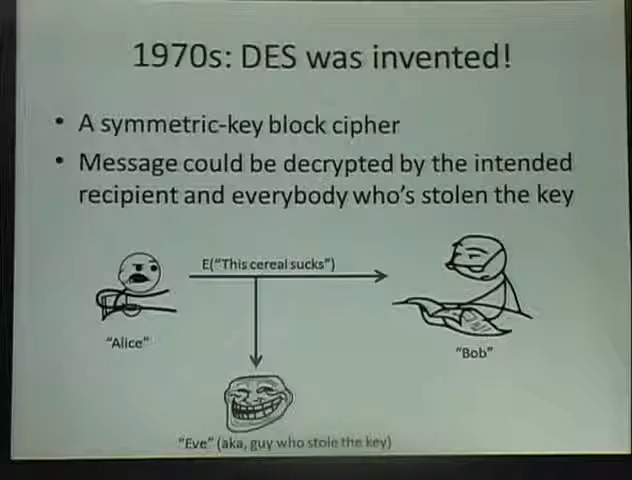 1970s: DES was invented!
• A symmetric-key block cipher
• Message could be decrypted by the intended
recipient and everybody who's stolen the key
E("This cereal sucks")
"Alice"
"Bob"
"Eve" (aka, guy who stole the key)